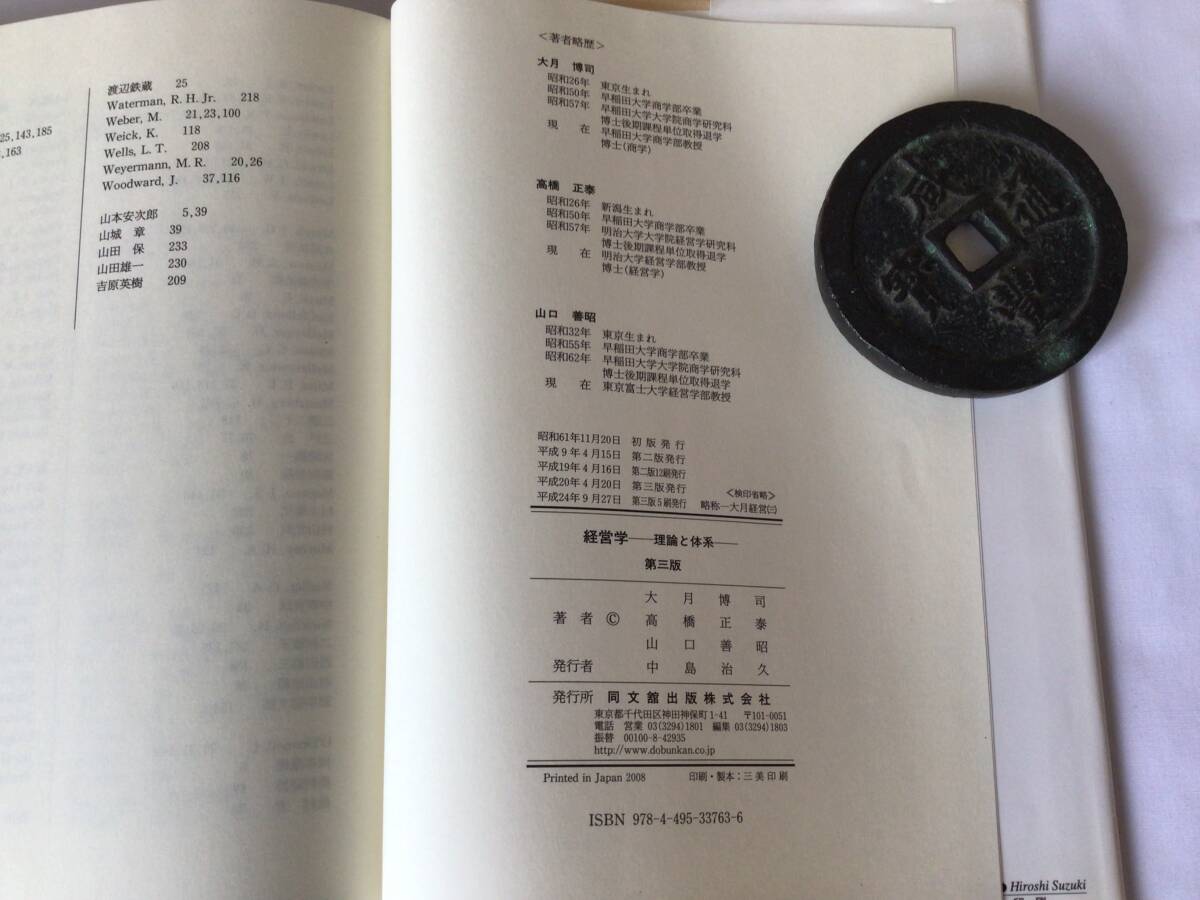 25,143,185
,163
渡辺鉄蔵 25
Waterman, R. H. Jr. 218
Weber, M. 21,23,100
Weick, K. 118
Wells, L. T. 208
Weyermann, M. R. 20,26
Woodward, J. 37,116
山本安次郎 5,39
山城 章 39
山田 保 233
山田雄一 230
吉原英樹 209
<著者略歴>
大月 博司
昭和26年 東京生まれ
昭和50年 早稲田大学商学部卒業
昭和57年 早稲田大学大学院商学研究科
博士後期課程単位取得退学
現 在 早稲田大学商学部教授
博士(商学)
高橋 正泰
昭和26年 新潟生まれ
昭和50年 早稲田大学商学部卒業
昭和57年 明治大学大学院経営学研究科
博士後期課程単位取得退学
現 在 明治大学経営学部教授
博士(経営学)
山口 善昭
昭和32年 東京生まれ
昭和55年 早稲田大学商学部卒業
昭和62年 早稲田大学大学院商学研究科
博士後期課程単位取得退学
現 在 東京富士大学経営学部教授
昭和61年11月20日 初版発行
平成9年4月15日 第二版発行
平成19年4月16日 第二版12刷発行
平成20年4月20日 第三版発行 <検印省略>
平成24年9月27日 第三版5刷発行 略称―大月経営(三)
経営学――理論と体系――
第三版
大月博司
著者 © 高橋正泰
山口善昭
発行者 中島治久
発行所 同文舘出版株式会社
東京都千代田区神田神保町1-41 〒101-0051
電話 営業 03(3294)1801 編集 03(3294)1803
振替 00100-8-42935
http://www.dobunkan.co.jp
Printed in Japan 2008 印刷・製本：三美印刷
ISBN 978-4-495-33763-6
Hiroshi Suzuki